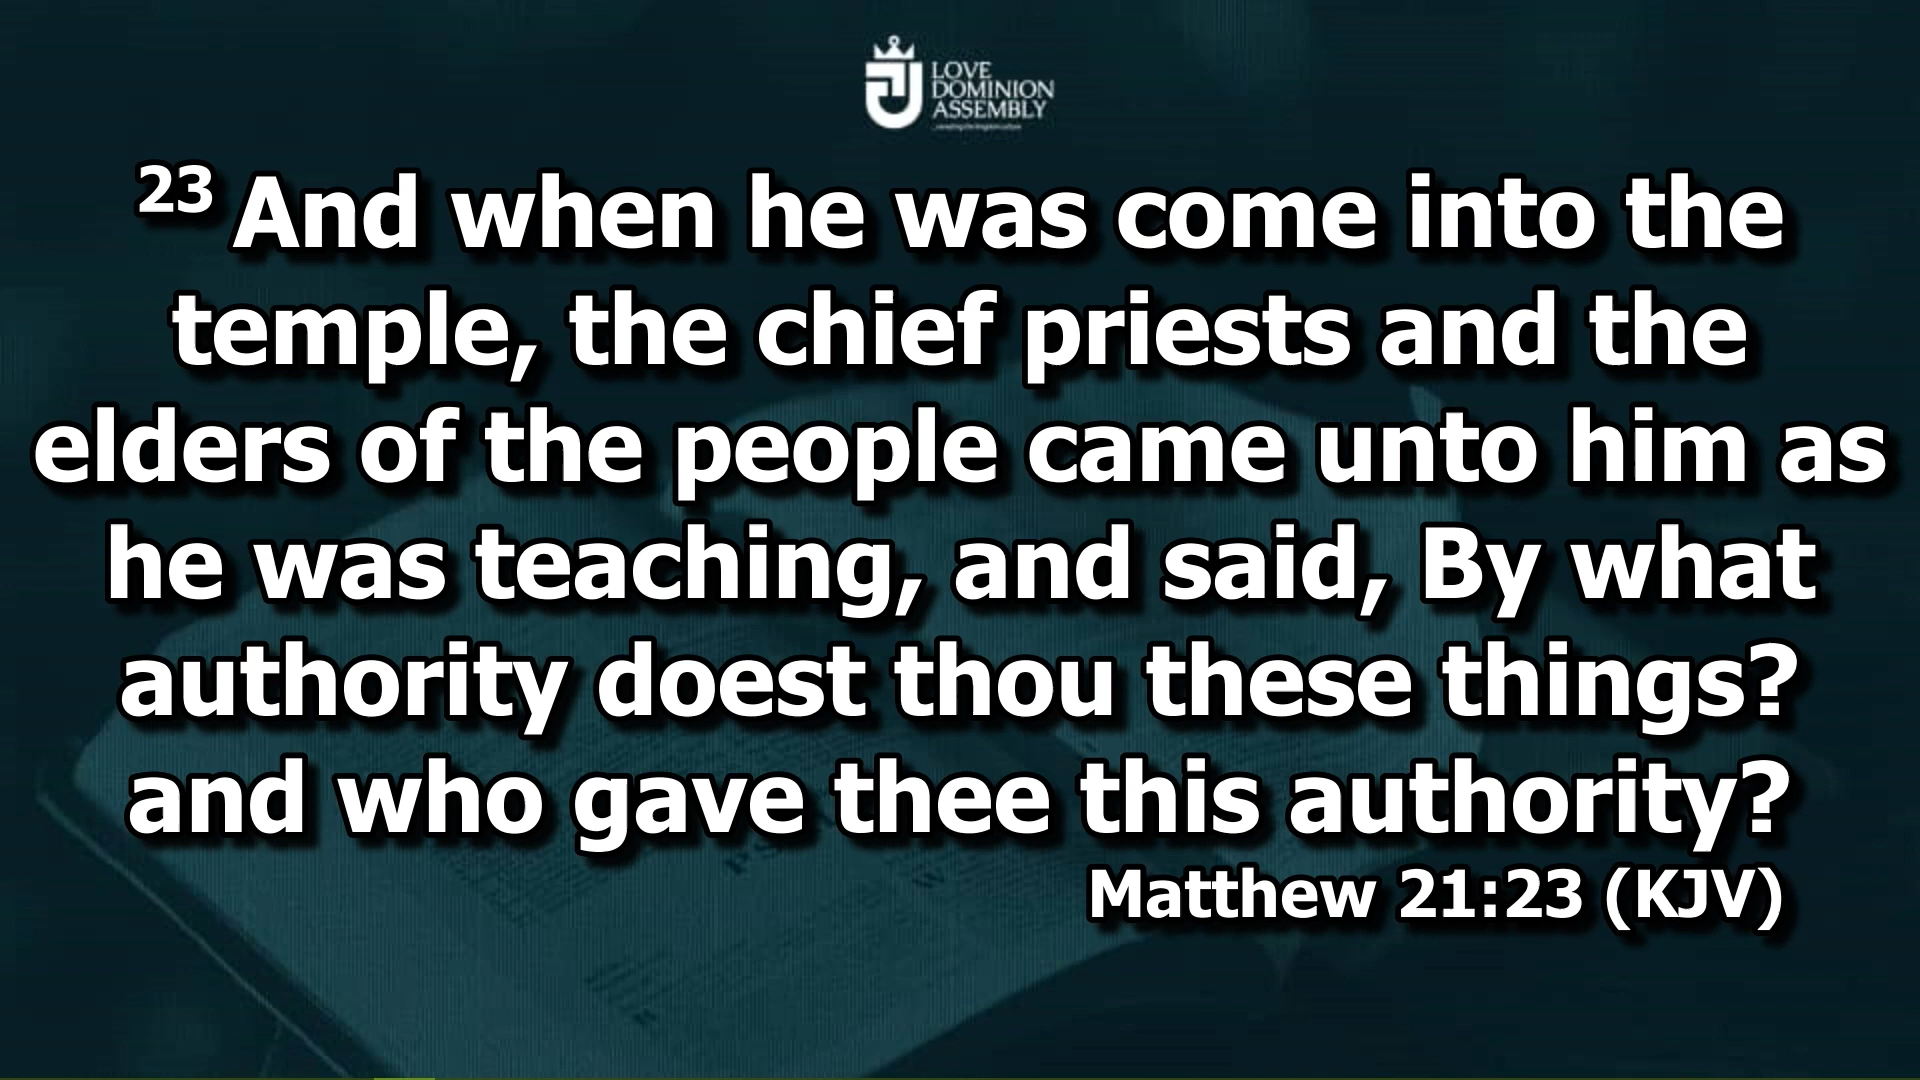 LOVE
DOMINION
ASSEMBLY
23 And when he was come into the
temple, the chief priests and the
elders of the people came unto him as
he was teaching, and said, By what
authority doest thou these things?
and who gave thee this authority?
Matthew 21:23 (KJV)